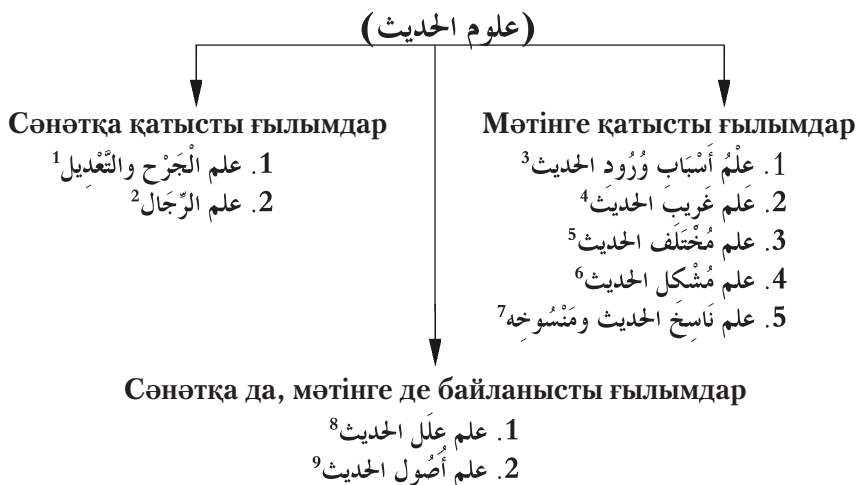 (علوم الحديث)
Сәнәтқа қатысты ғылымдар
1. علم الْجَرْح والتَّعْدِيل¹
2. علم الرِّجَال²
Мәтінге қатысты ғылымдар
1. علْمُ أَسْبَابِ وُرُودِ الحديث³
2. عَلم غَرِيبَ الحديث⁴
3. علم مُخْتَلَف الحديث⁵
4. علم مُشْكل الحديث⁶
5. علم نَاسِخَ الحديث ومَنْسُوخِه⁷
Сәнәтқа да, мәтінге де байланысты ғылымдар
1. علم علَل الحديث⁸
2. علم أُصُول الحديث⁹